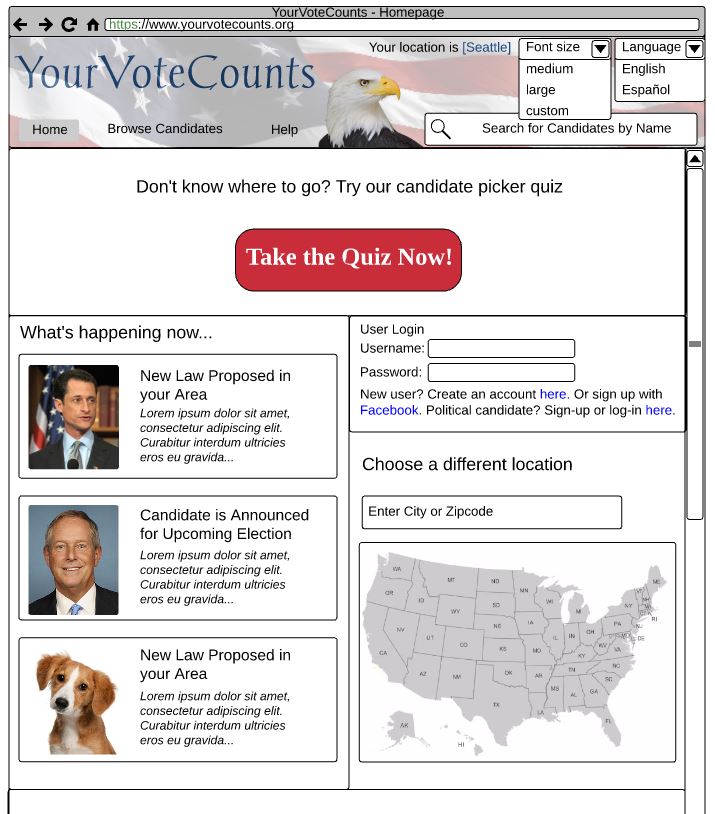 YourVoteCounts - Homepage
https://www.yourvotecounts.org
Your location is [Seattle]
Font size
Language
medium
English
large
Español
custom
YourVoteCounts
Home
Browse Candidates
Help
Search for Candidates by Name
Don't know where to go? Try our candidate picker quiz
Take the Quiz Now!
What's happening now...
New Law Proposed in
your Area
Lorem ipsum dolor sit amet,
consectetur adipiscing elit.
Curabitur interdum ultricies
eros eu gravida...
Candidate is Announced
for Upcoming Election
Lorem ipsum dolor sit amet,
consectetur adipiscing elit.
Curabitur interdum ultricies
eros eu gravida...
New Law Proposed in
your Area
Lorem ipsum dolor sit amet,
consectetur adipiscing elit.
Curabitur interdum ultricies
eros eu gravida...
User Login
Username:
Password:
New user? Create an account here. Or sign up with
Facebook. Political candidate? Sign-up or log-in here.
Choose a different location
Enter City or Zipcode
WA
MT
ND
MN
ME
OR
ID
SD
WI
MI
VT
NH
WY
NY
MA
RI
NV
NE
IA
PA
NJ
UT
CO
IL
IN
OH
DE
CA
KS
MO
WV
VA
KY
AZ
NM
OK
AR
TN
NC
SC
MS
AL
GA
TX
LA
FL
AK
HI